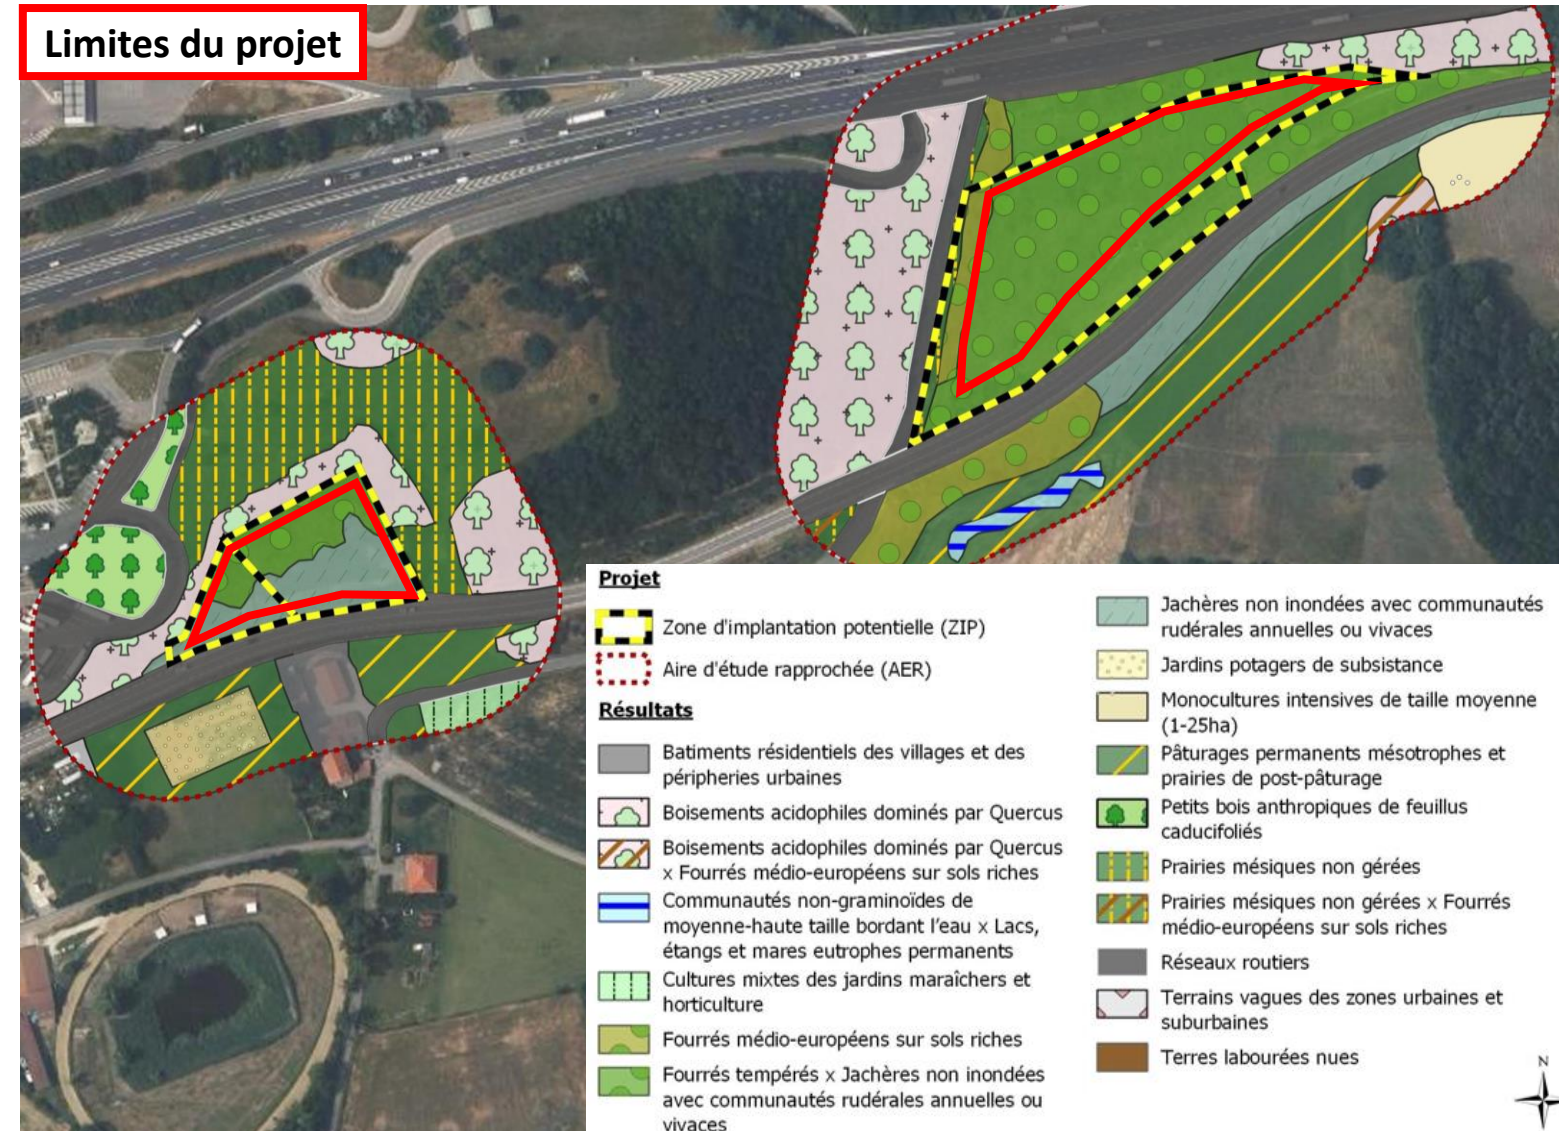 Limites du projet
Projet
Zone d'implantation potentielle (ZIP)
Aire d'étude rapprochée (AER)
Résultats
Batiments résidentiels des villages et des
péripheries urbaines
Boisements acidophiles dominés par Quercus
Boisements acidophiles dominés par Quercus
x Fourrés médio-européens sur sols riches
Communautés non-graminoïdes de
moyenne-haute taille bordant l'eau x Lacs,
étangs et mares eutrophes permanents
Cultures mixtes des jardins maraîchers et
horticulture
Fourrés médio-européens sur sols riches
Fourrés tempérés x Jachères non inondées
avec communautés rudérales annuelles ou
vivaces
Jachères non inondées avec communautés
rudérales annuelles ou vivaces
Jardins potagers de subsistance
Monocultures intensives de taille moyenne
(1-25ha)
Pâturages permanents mésotrophes et
prairies de post-pâturage
Petits bois anthropiques de feuillus
caducifoliés
Prairies mésiques non gérées
Prairies mésiques non gérées x Fourrés
médio-européens sur sols riches
Réseaux routiers
Terrains vagues des zones urbaines et
suburbaines
Terres labourées nues
N